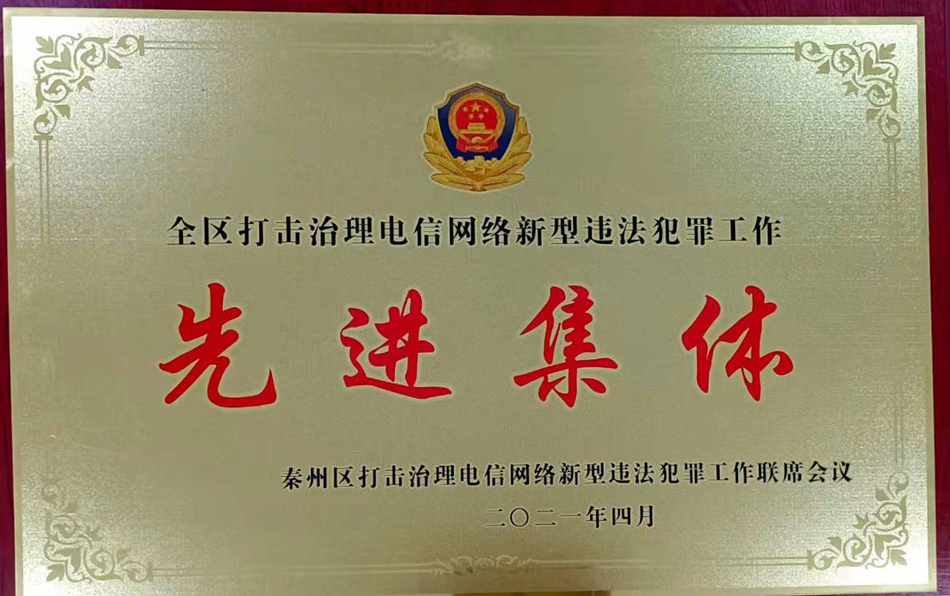 全区打击治理电信网络新型违法犯罪工作
先进集体
秦州区打击治理电信网络新型违法犯罪工作联席会议
二〇二一年四月